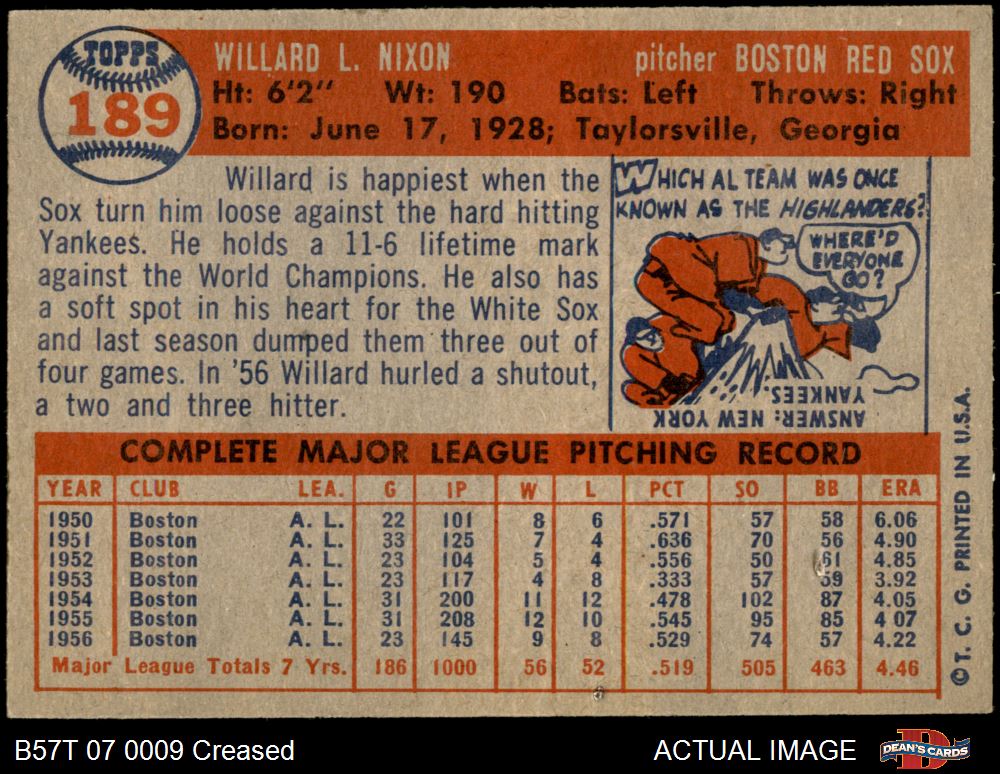 TOPPS
189
WILLARD L. NIXON pitcher BOSTON RED SOX
Ht: 6'2" Wt: 190 Bats: Left Throws: Right
Born: June 17, 1928; Taylorsville, Georgia
Willard is happiest when the
Sox turn him loose against the hard hitting
Yankees. He holds a 11-6 lifetime mark
against the World Champions. He also has
a soft spot in his heart for the White Sox
and last season dumped them three out of
four games. In '56 Willard hurled a shutout,
a two and three hitter.
WHICH AL TEAM WAS ONCE
KNOWN AS THE HIGHLANDERS?
WHERE'D
EVERYONE
GO?
A
ANSWER: NEW YORK
YANKEES.
COMPLETE MAJOR LEAGUE PITCHING RECORD
YEAR CLUB LEA. G IP W L PCT SO BB ERA
1950 Boston A. L. 22 101 8 6 .571 57 58 6.06
1951 Boston A. L. 33 125 7 4 .636 70 56 4.90
1952 Boston A. L. 23 104 5 4 .556 50 61 4.85
1953 Boston A. L. 23 117 4 8 .333 57 59 3.92
1954 Boston A. L. 31 200 11 12 .478 102 87 4.05
1955 Boston A. L. 31 208 12 10 .545 95 85 4 07
1956 Boston A. L. 23 145 9 8 .529 74 57 4.22
Major League Totals 7 Yrs. 186 1000 56 52 .519 505 463 4.46
© T. C. G. PRINTED IN U.S.A.
B57T 07 0009 Creased ACTUAL IMAGE
DEAN'S CARDS